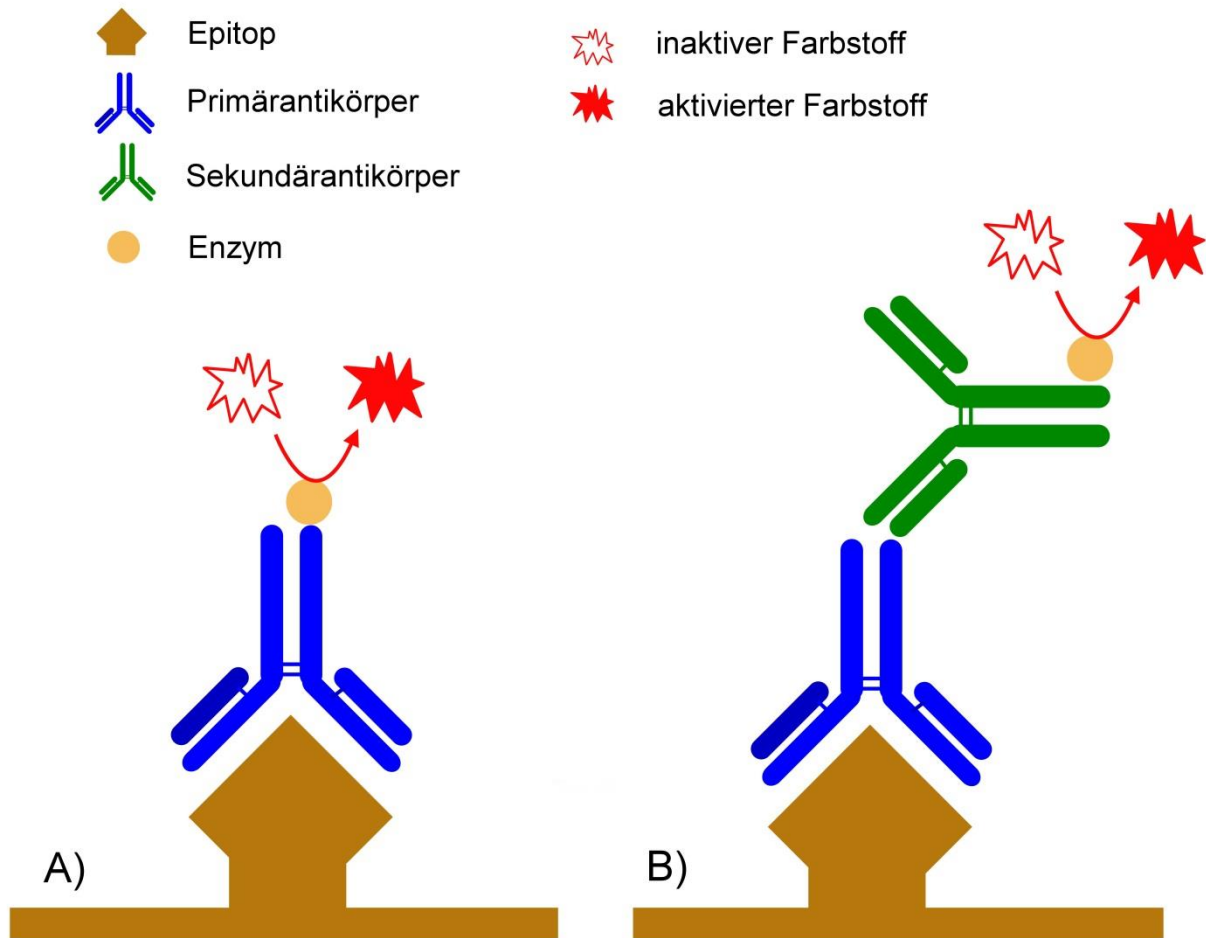 Epitop
Primärantikörper
Sekundärantikörper
Enzym
inaktiver Farbstoff
aktivierter Farbstoff
A)
B)